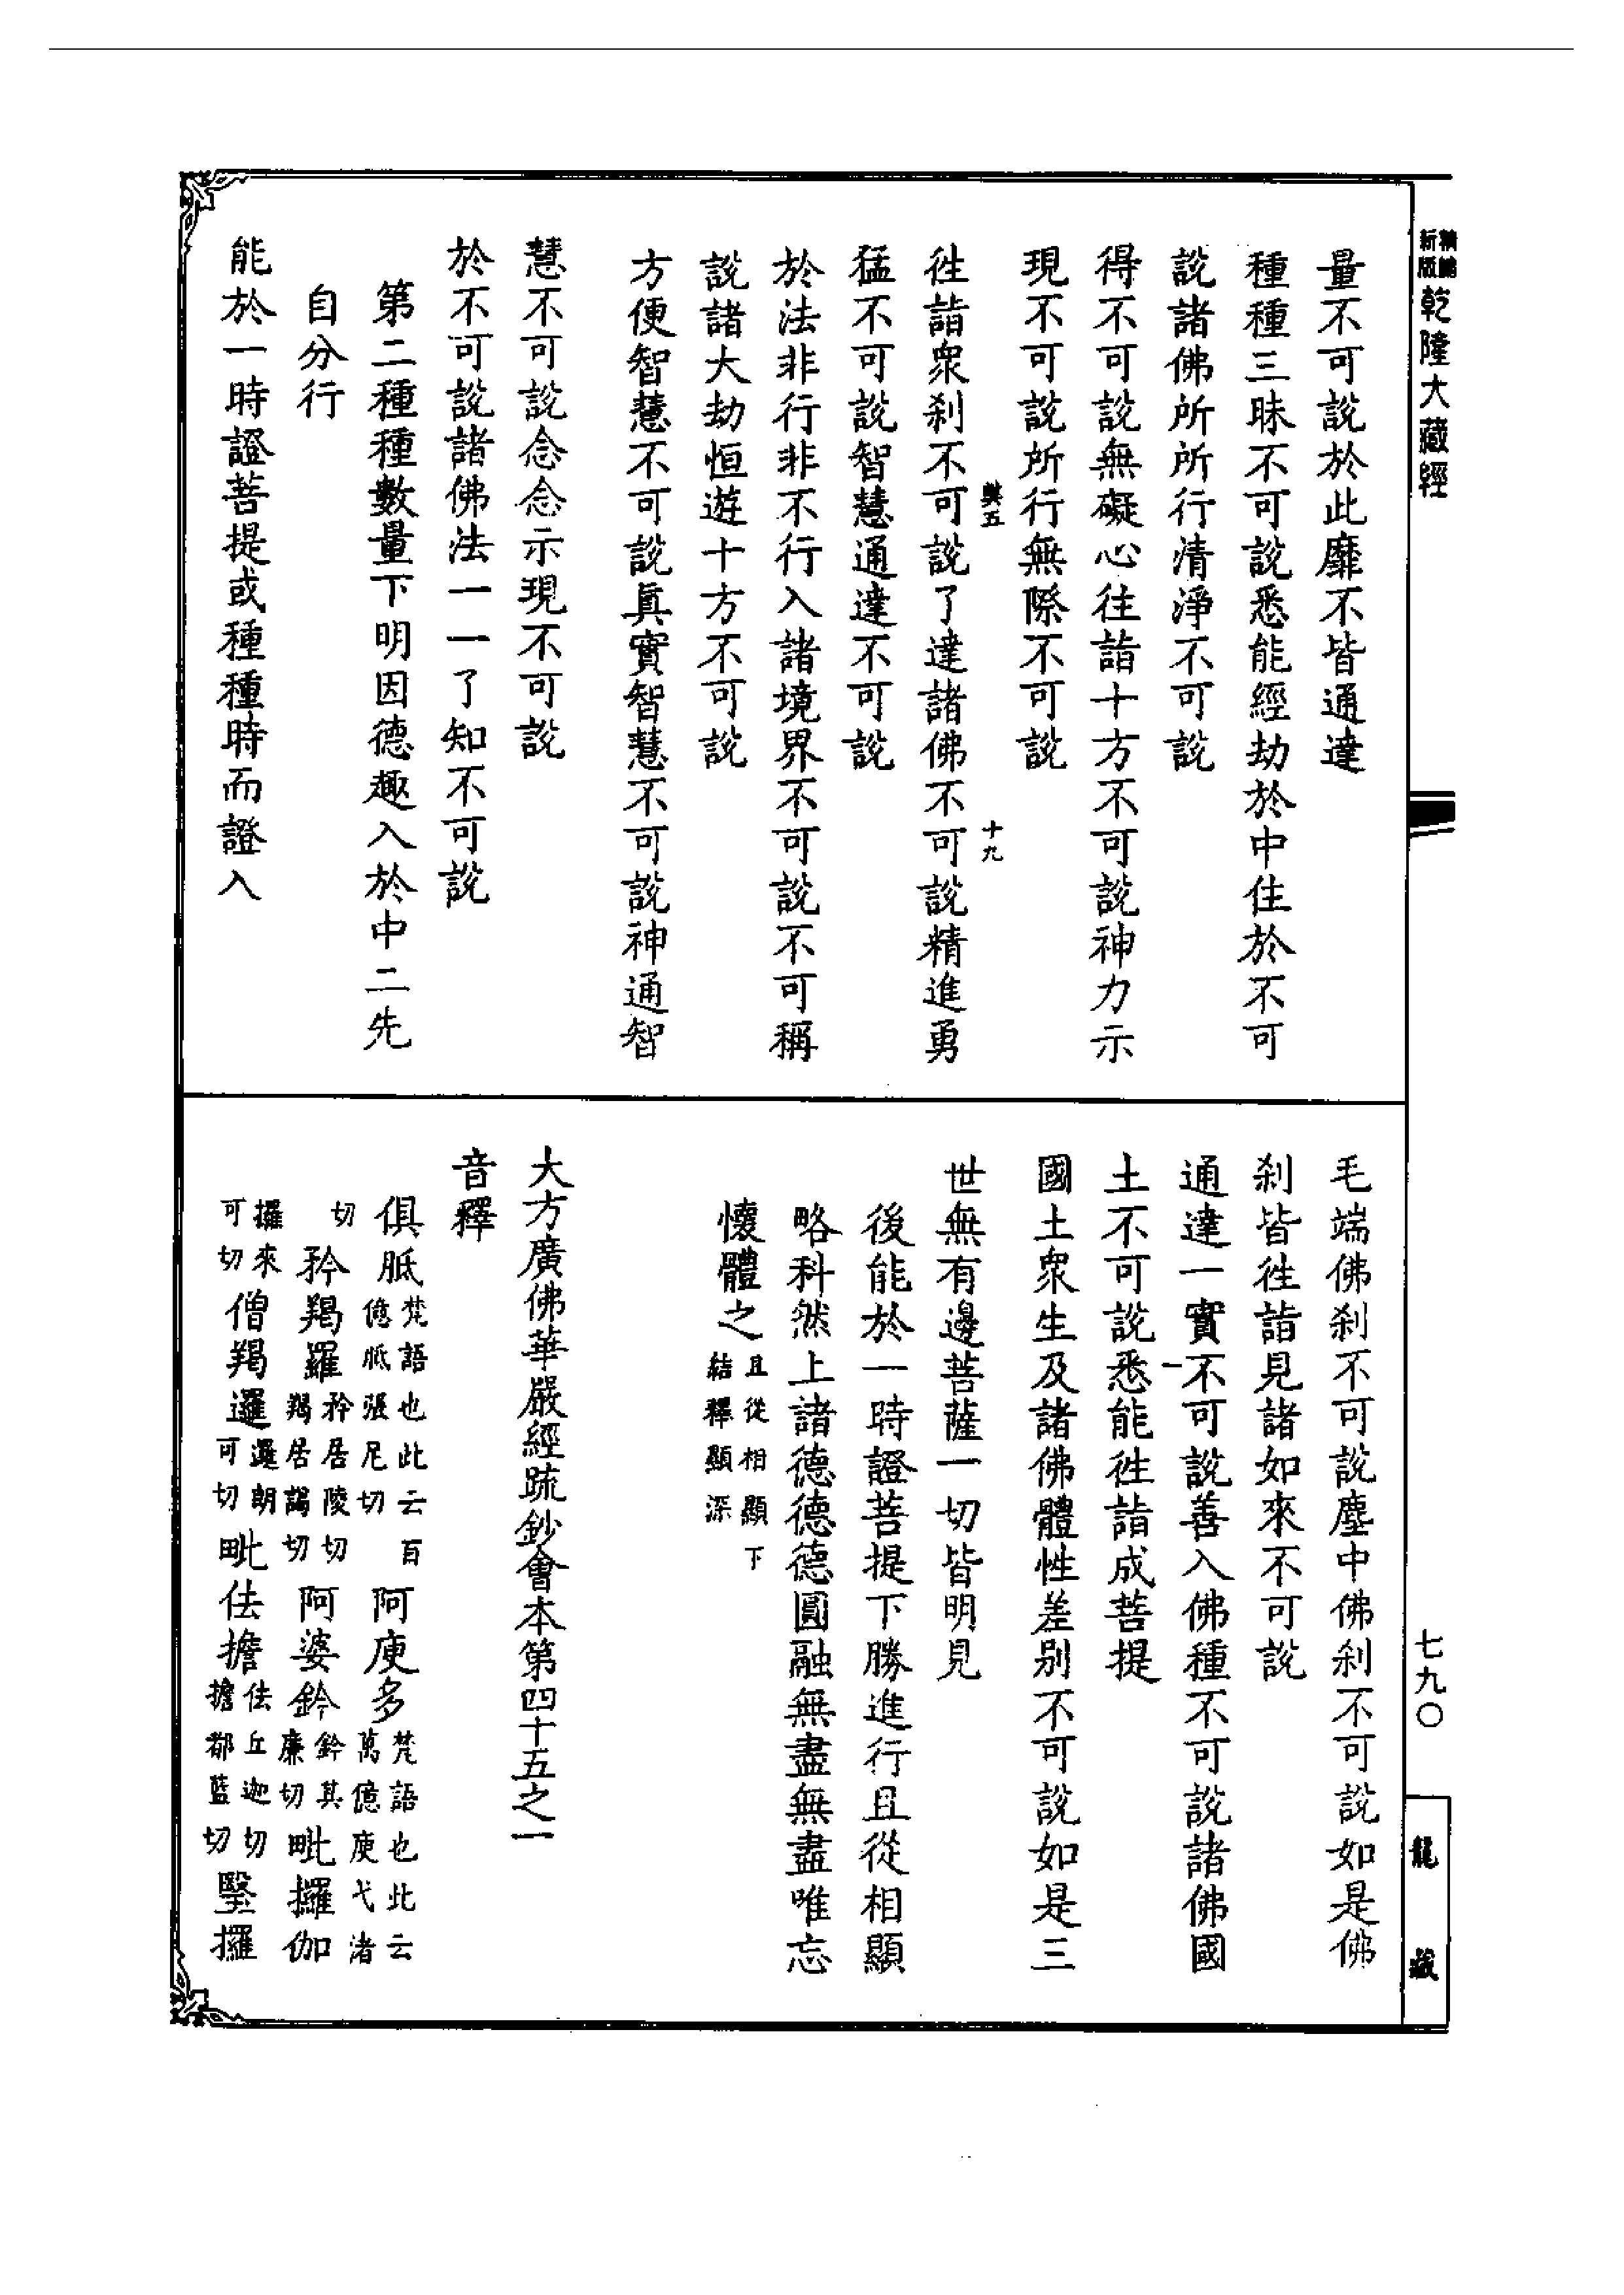 精編
新版
乾隆大藏經
量不可說於此靡不皆通達
種種三昧不可說悉能經劫於中住於不可
說諸佛所所行清淨不可說
得不可說無礙心往詣十方不可說神力示
現不可說所行無際不可說
奘五 十九
往詣眾剎不可說了達諸佛不可說精進勇
猛不可說智慧通達不可說
於法非行非不行入諸境界不可說不可稱
說諸大劫恒遊十方不可說
方便智慧不可說真實智慧不可說神通智
慧不可說念念示現不可說
於不可說諸佛法一一了知不可說
第二種種數量下明因德趣入於中二先
自分行
能於一時證菩提或種種時而證入
毛端佛剎不可說塵中佛剎不可說如是佛
剎皆往詣見諸如來不可說
通達一實不可說善入佛種不可說諸佛國
土不可說悉能往詣成菩提
國土眾生及諸佛體性差別不可說如是三
世無有邊菩薩一切皆明見
後能於一時證菩提下勝進行且從相顯
略科然上諸德德德圓融無盡無盡唯忘
懷體之且從相顯下結釋顯深
大方廣佛華嚴經疏鈔會本第四十五之一
音釋
俱胝梵語也此云百億胝張尼切 阿庾多梵語也此云萬億庾弋渚
切 矜羯羅矜居陵切羯居謁切 阿婆鈐鈐其廉切 毗攞伽
攞來可切 僧羯邏邏朗可切 毗佉擔佉丘迦切擔都藍切 堅攞
七九〇
龍藏